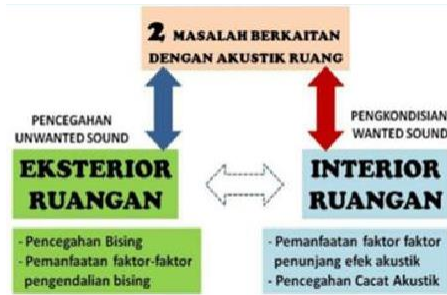 2 MASALAH BERKAITAN
DENGAN AKUSTIK RUANG
PENCEGAHAN
UNWANTED SOUND
PENGKONDISIAN
WANTED SOUND
EKSTERIOR
RUANGAN
INTERIOR
RUANGAN
- Pencegahan Bising
- Pemanfaatan faktor-faktor
pengendalian bising
- Pemanfaatan faktor faktor
penunjang efek akustik
- Pencegahan Cacat Akustik